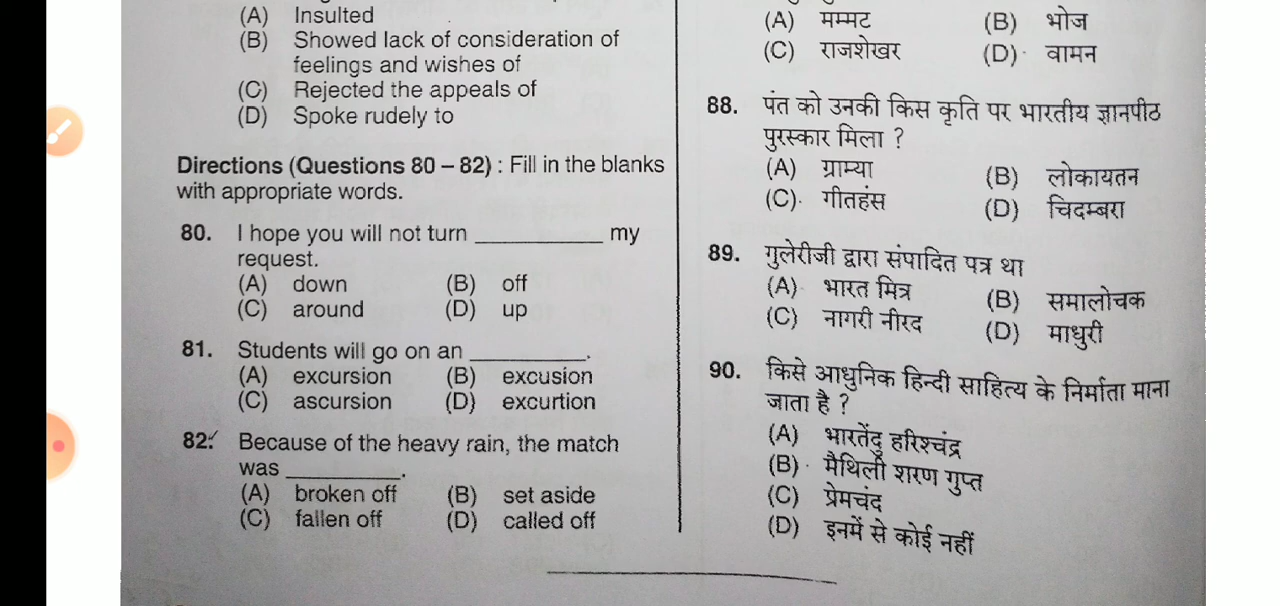 (A) Insulted
(B) Showed lack of consideration of
feelings and wishes of
(C) Rejected the appeals of
(D) Spoke rudely to
Directions (Questions 80 – 82) : Fill in the blanks
with appropriate words.
80. I hope you will not turn __________ my
request.
(A) down (B) off
(C) around (D) up
81. Students will go on an _________.
(A) excursion (B) excusion
(C) ascursion (D) excurtion
82. Because of the heavy rain, the match
was _________.
(A) broken off (B) set aside
(C) fallen off (D) called off
(A) मम्मट (B) भोज
(C) राजशेखर (D) वामन
88. पंत को उनकी किस कृति पर भारतीय ज्ञानपीठ
पुरस्कार मिला ?
(A) ग्राम्या (B) लोकायतन
(C) गीतहंस (D) चिदम्बरा
89. गुलेरीजी द्वारा संपादित पत्र था
(A) भारत मित्र (B) समालोचक
(C) नागरी नीरद (D) माधुरी
90. किसे आधुनिक हिन्दी साहित्य के निर्माता माना
जाता है ?
(A) भारतेंदु हरिश्चंद्र
(B) मैथिली शरण गुप्त
(C) प्रेमचंद
(D) इनमें से कोई नहीं